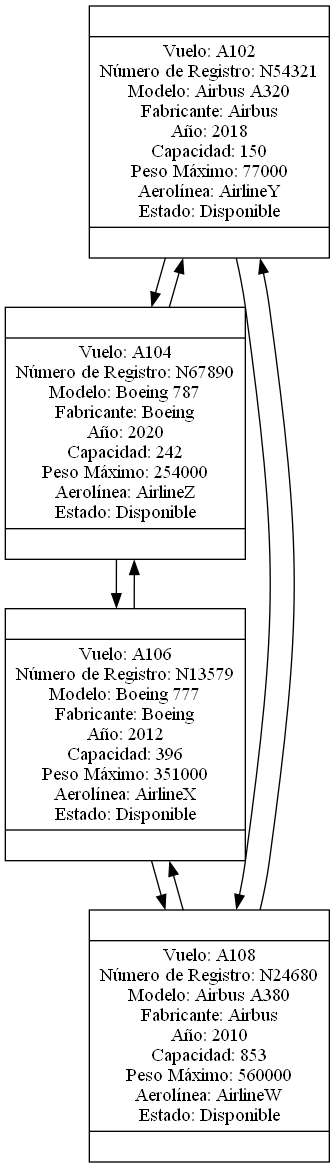 Vuelo: A102
Número de Registro: N54321
Modelo: Airbus A320
Fabricante: Airbus
Año: 2018
Capacidad: 150
Peso Máximo: 77000
Aerolínea: AirlineY
Estado: Disponible
Vuelo: A104
Número de Registro: N67890
Modelo: Boeing 787
Fabricante: Boeing
Año: 2020
Capacidad: 242
Peso Máximo: 254000
Aerolínea: AirlineZ
Estado: Disponible
Vuelo: A106
Número de Registro: N13579
Modelo: Boeing 777
Fabricante: Boeing
Año: 2012
Capacidad: 396
Peso Máximo: 351000
Aerolínea: AirlineX
Estado: Disponible
Vuelo: A108
Número de Registro: N24680
Modelo: Airbus A380
Fabricante: Airbus
Año: 2010
Capacidad: 853
Peso Máximo: 560000
Aerolínea: AirlineW
Estado: Disponible